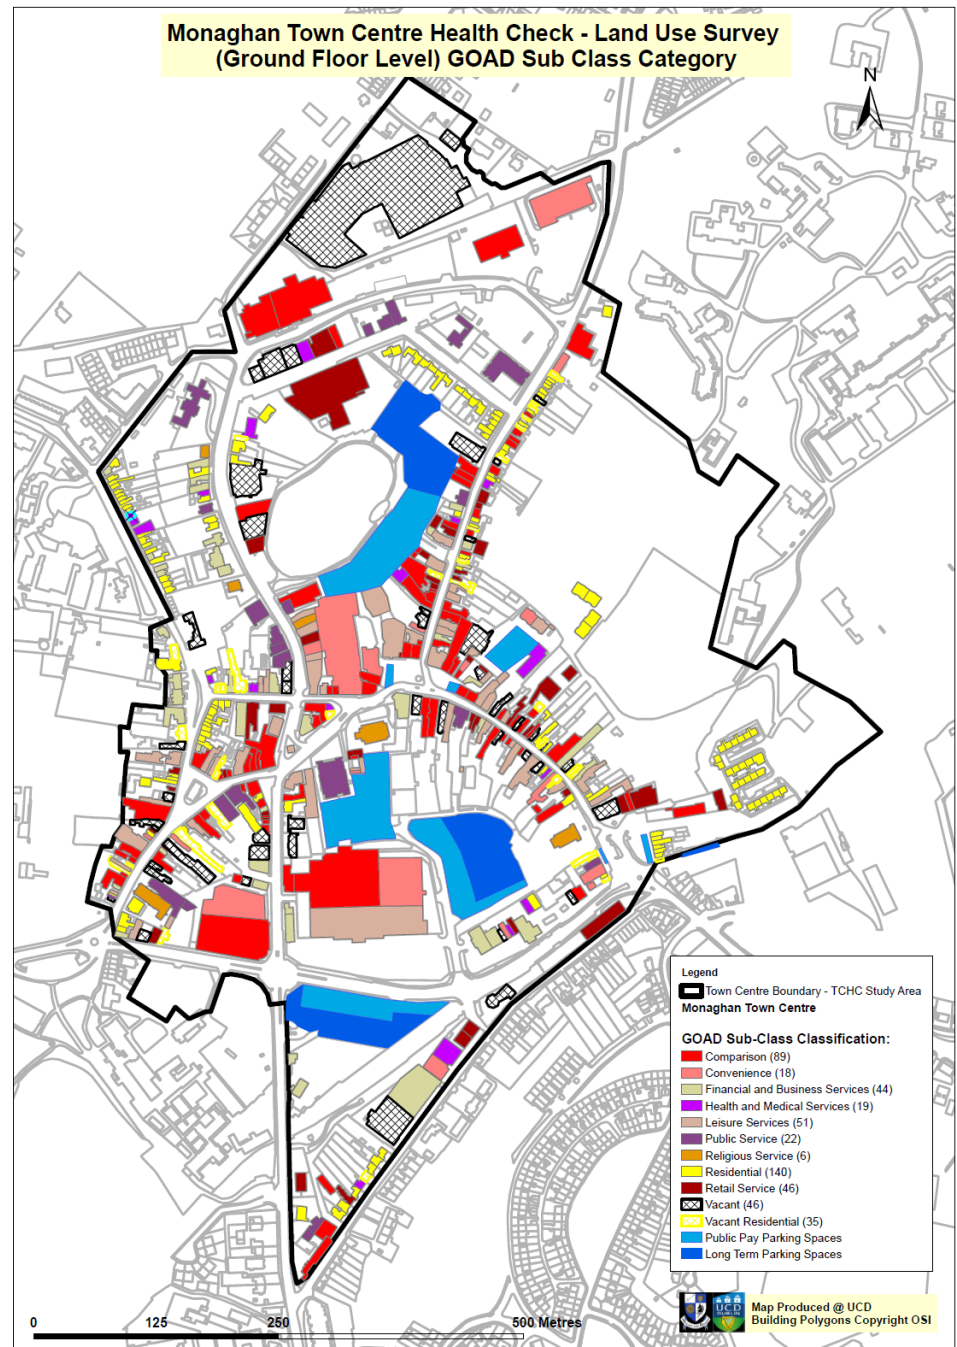 Monaghan Town Centre Health Check - Land Use Survey
(Ground Floor Level) GOAD Sub Class Category
N
Legend
Town Centre Boundary - TCHC Study Area
Monaghan Town Centre
GOAD Sub-Class Classification:
Comparison (89)
Convenience (18)
Financial and Business Services (44)
Health and Medical Services (19)
Leisure Services (51)
Public Service (22)
Religious Service (6)
Residential (140)
Retail Service (46)
Vacant (46)
Vacant Residential (35)
Public Pay Parking Spaces
Long Term Parking Spaces
UCD
DUBLIN
Map Produced @ UCD
Building Polygons Copyright OSI
0 125 250 500 Metres